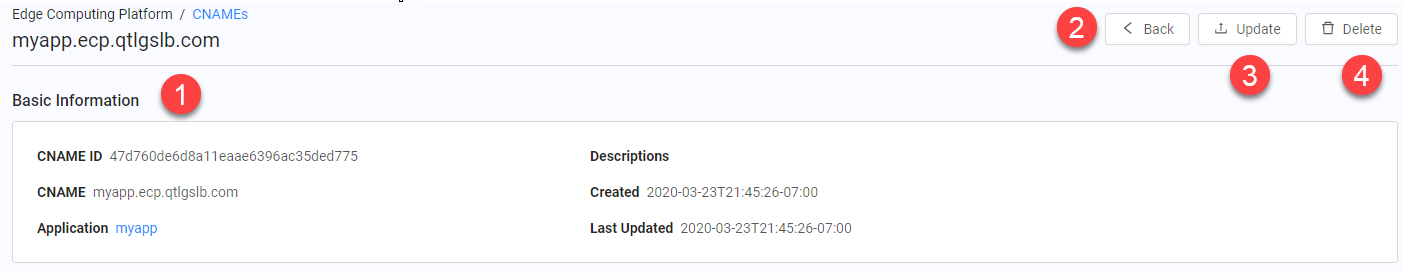 Edge Computing Platform / CNAMEs
myapp.ecp.qtlgslb.com
2 Back Update Delete
3 4
Basic Information 1
CNAME ID 47d760de6d8a11eaae6396ac35ded775 Descriptions
CNAME myapp.ecp.qtlgslb.com Created 2020-03-23T21:45:26-07:00
Application myapp Last Updated 2020-03-23T21:45:26-07:00